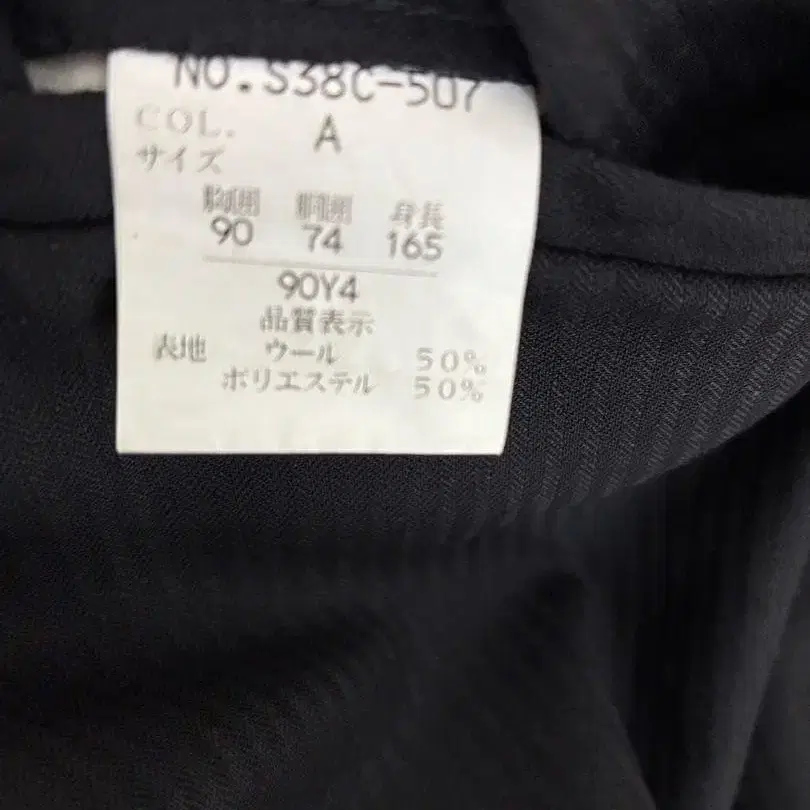 NO.S38C-507
COL. A
サイズ
胸囲 胴囲 身長
90 74 165
90Y4
品質表示
表地 ウール 50%
ポリエステル 50%